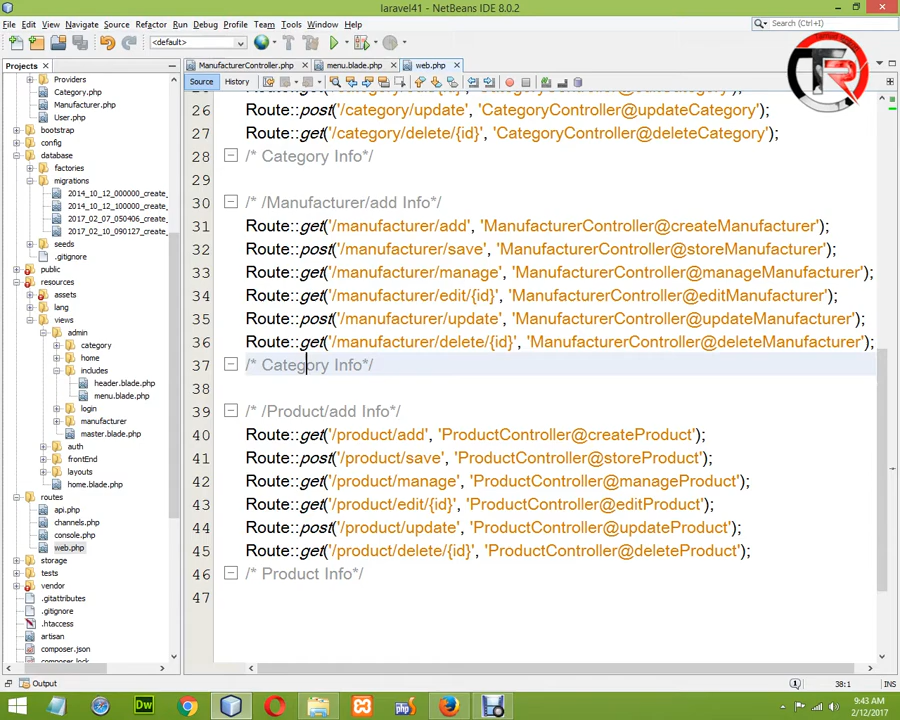 laravel41 - NetBeans IDE 8.0.2
File Edit View Navigate Source Refactor Run Debug Profile Team Tools Window Help
<default>
Search (Ctrl+I)
Projects
ManufacturerController.php
menu.blade.php
web.php
Source History
Providers
Category.php
Manufacturer.php
User.php
bootstrap
config
database
factories
migrations
2014_10_12_000000_create_
2014_10_12_100000_create_
2017_02_07_050406_create_
2017_02_10_090127_create_
seeds
.gitignore
public
resources
assets
lang
views
admin
category
home
includes
header.blade.php
menu.blade.php
login
manufacturer
master.blade.php
auth
frontEnd
layouts
home.blade.php
routes
api.php
channels.php
console.php
web.php
storage
tests
vendor
.gitattributes
.gitignore
.htaccess
artisan
composer.json
composer.lock
26 Route::post('/category/update', 'CategoryController@updateCategory');
27 Route::get('/category/delete/{id}', 'CategoryController@deleteCategory');
28 /* Category Info*/
29
30 /* /Manufacturer/add Info*/
31 Route::get('/manufacturer/add', 'ManufacturerController@createManufacturer');
32 Route::post('/manufacturer/save', 'ManufacturerController@storeManufacturer');
33 Route::get('/manufacturer/manage', 'ManufacturerController@manageManufacturer');
34 Route::get('/manufacturer/edit/{id}', 'ManufacturerController@editManufacturer');
35 Route::post('/manufacturer/update', 'ManufacturerController@updateManufacturer');
36 Route::get('/manufacturer/delete/{id}', 'ManufacturerController@deleteManufacturer');
37 /* Category Info*/
38
39 /* /Product/add Info*/
40 Route::get('/product/add', 'ProductController@createProduct');
41 Route::post('/product/save', 'ProductController@storeProduct');
42 Route::get('/product/manage', 'ProductController@manageProduct');
43 Route::get('/product/edit/{id}', 'ProductController@editProduct');
44 Route::post('/product/update', 'ProductController@updateProduct');
45 Route::get('/product/delete/{id}', 'ProductController@deleteProduct');
46 /* Product Info*/
47
Output
38:1 INS
Dw
php
9:43 AM
2/12/2017